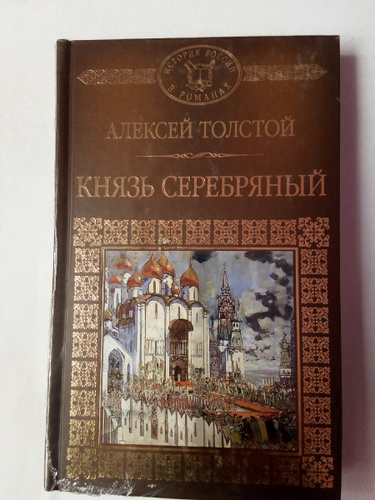 ИСТОРИЯ РОССИИ
В РОМАНАХ
АЛЕКСЕЙ ТОЛСТОЙ
КНЯЗЬ СЕРЕБРЯНЫЙ